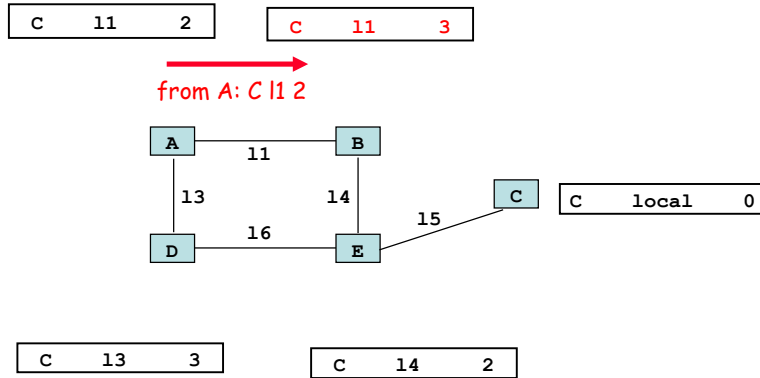 C l1 2
C l1 3
from A: C l1 2
A B
l1
l3 l4 C C local 0
l5
l6
D E
C l3 3
C l4 2